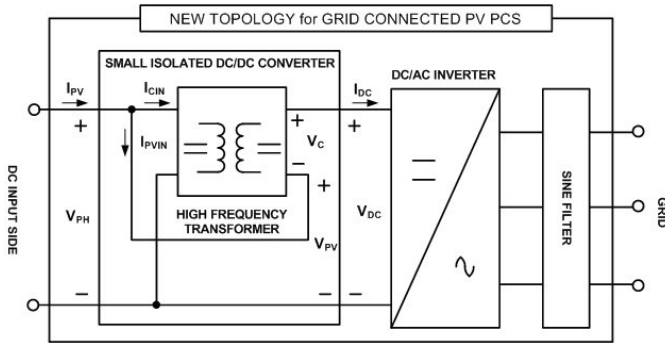 NEW TOPOLOGY for GRID CONNECTED PV PCS
SMALL ISOLATED DC/DC CONVERTER
DC/AC INVERTER
IPV
ICIN
IDC
+
+
+
IPVIN
VC
−
+
DC INPUT SIDE
VPH
HIGH FREQUENCY
TRANSFORMER
VPV
VDC
SINE FILTER
GRID
−
−
−